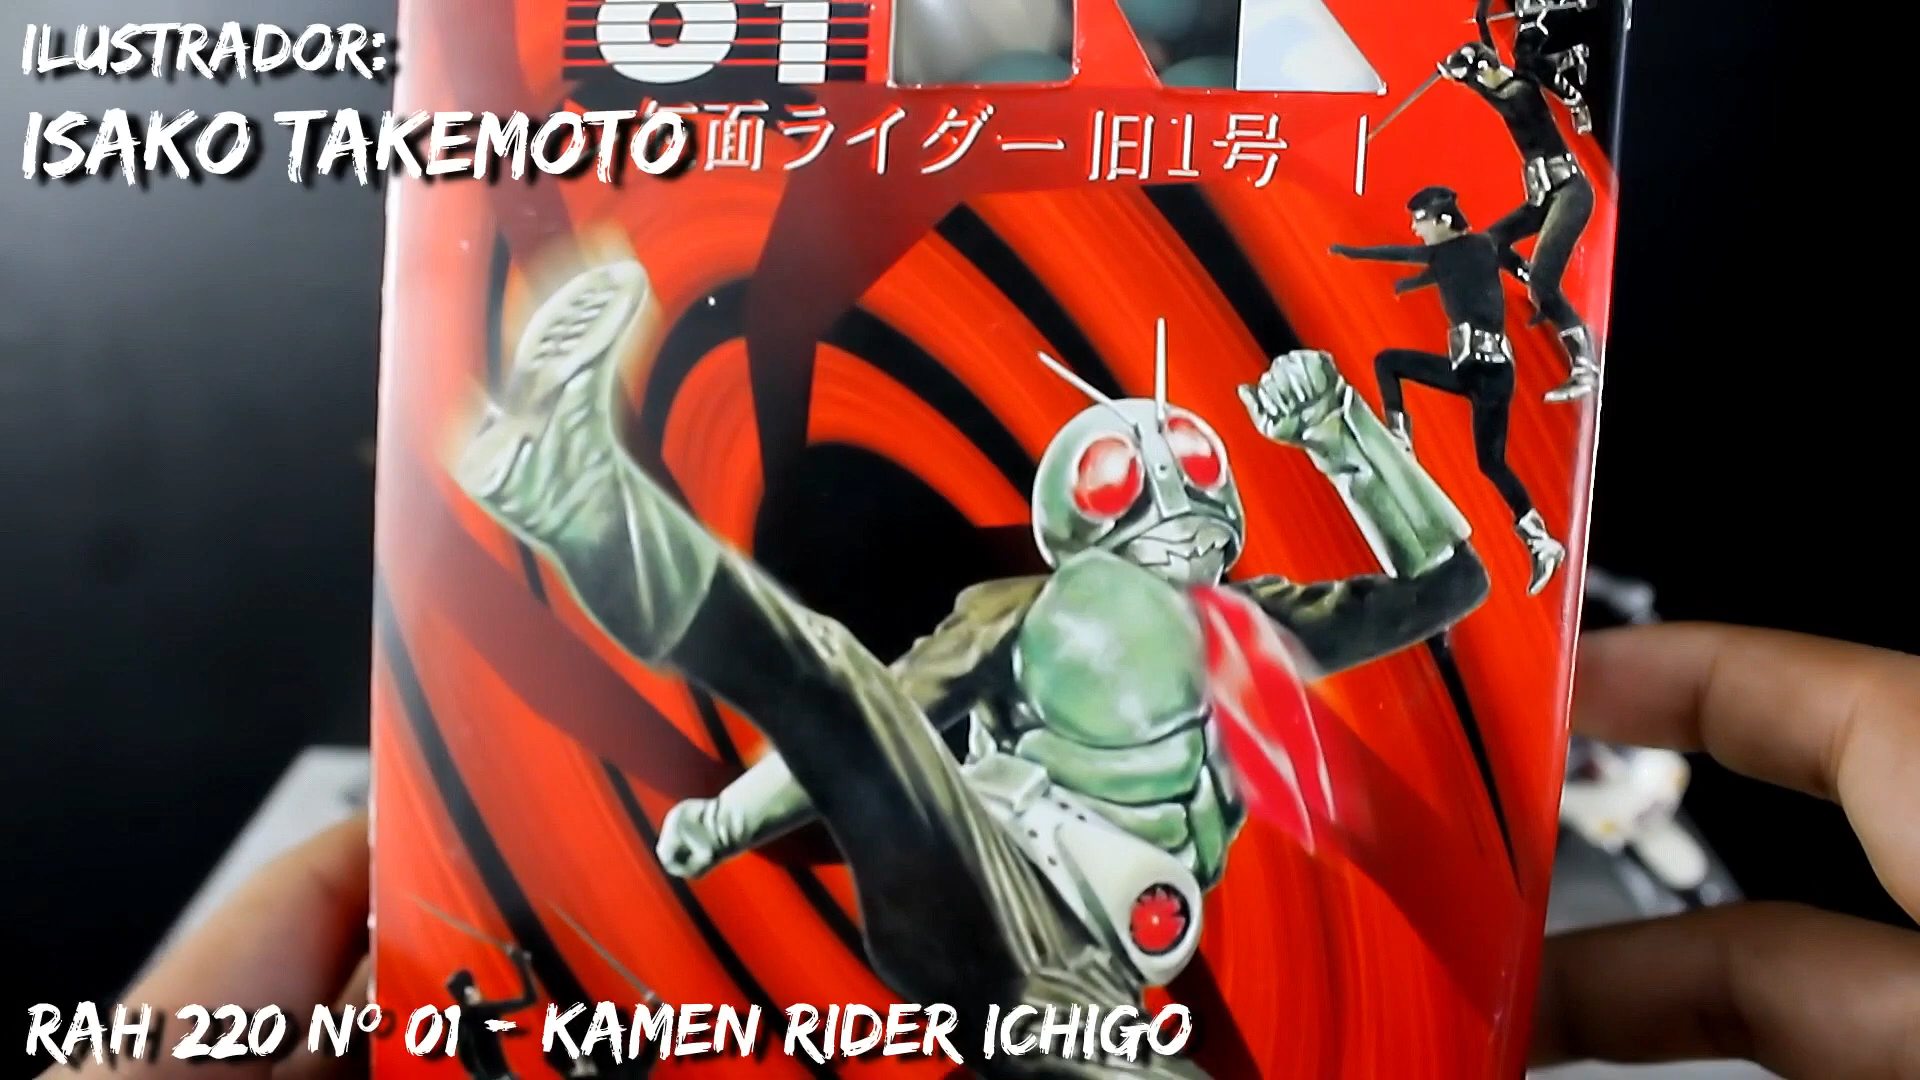 ILUSTRADOR:
ISAKO TAKEMOTO
01
面ライダー旧1号
RAH 220 Nº 01 - KAMEN RIDER ICHIGO